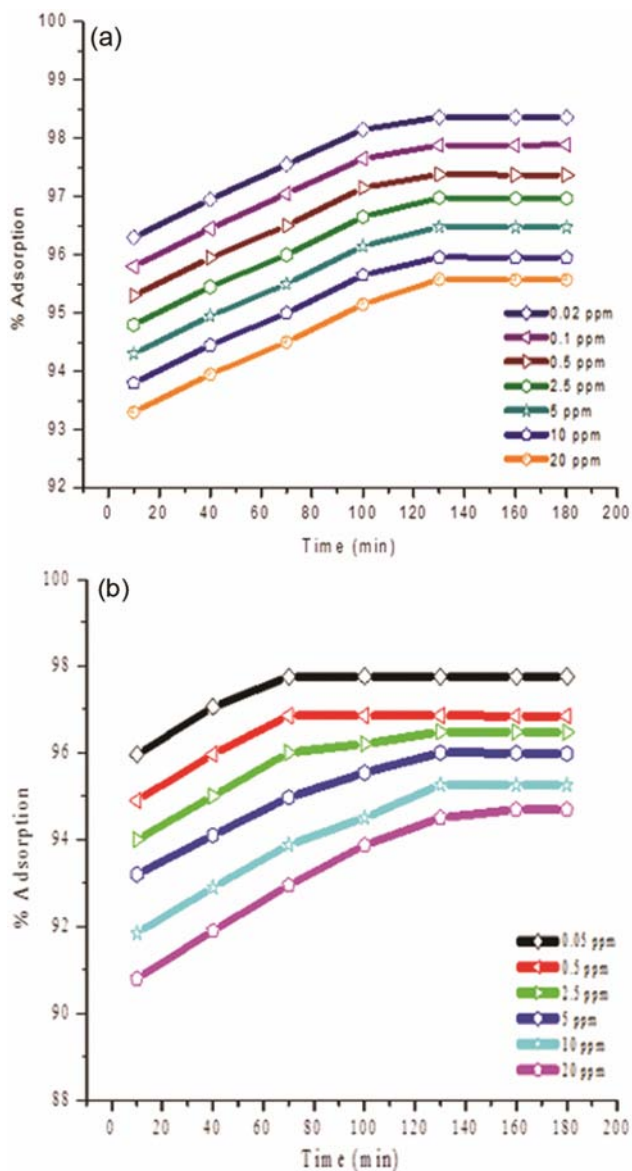 (a)
100
99
98
97
96
95
94
93
92
% Adsorption
0.02 ppm
0.1 ppm
0.5 ppm
2.5 ppm
5 ppm
10 ppm
20 ppm
0 20 40 60 80 100 120 140 160 180 200
Time (min)
(b)
100
98
96
94
92
90
88
% Adsorption
0.05 ppm
0.5 ppm
2.5 ppm
5 ppm
10 ppm
20 ppm
0 20 40 60 80 100 120 140 160 180 200
Time (min)